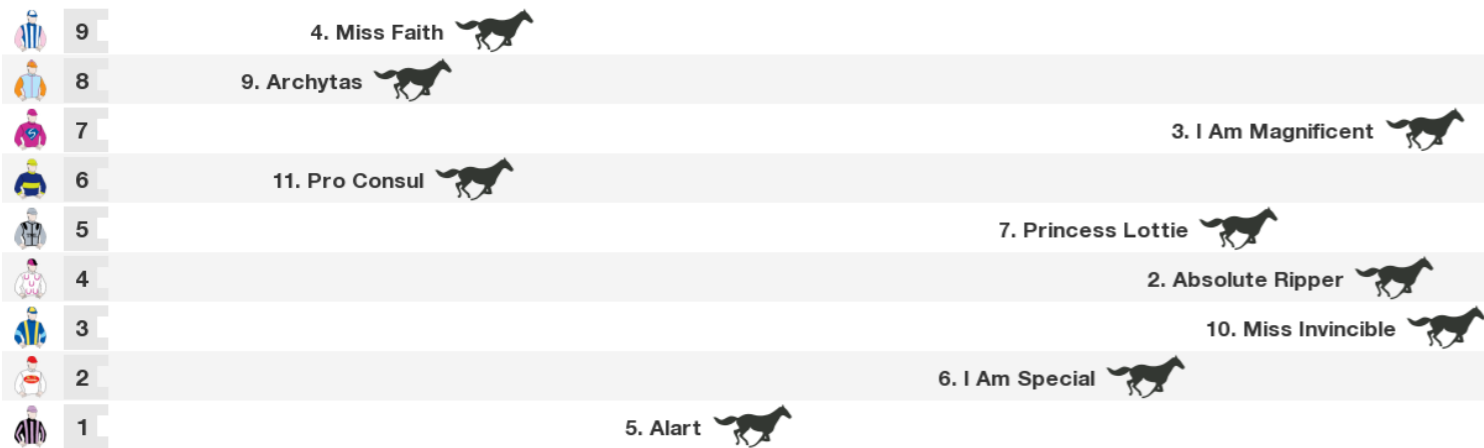 9 4. Miss Faith
8 9. Archytas
7 3. I Am Magnificent
6 11. Pro Consul
5 7. Princess Lottie
4 2. Absolute Ripper
3 10. Miss Invincible
2 6. I Am Special
1 5. Alart